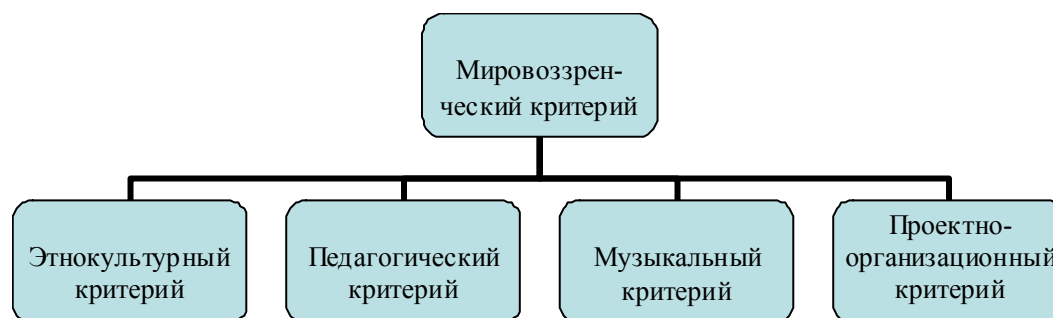 Мировоззрен-
ческий критерий
Этнокультурный
критерий
Педагогический
критерий
Музыкальный
критерий
Проектно-
организационный
критерий